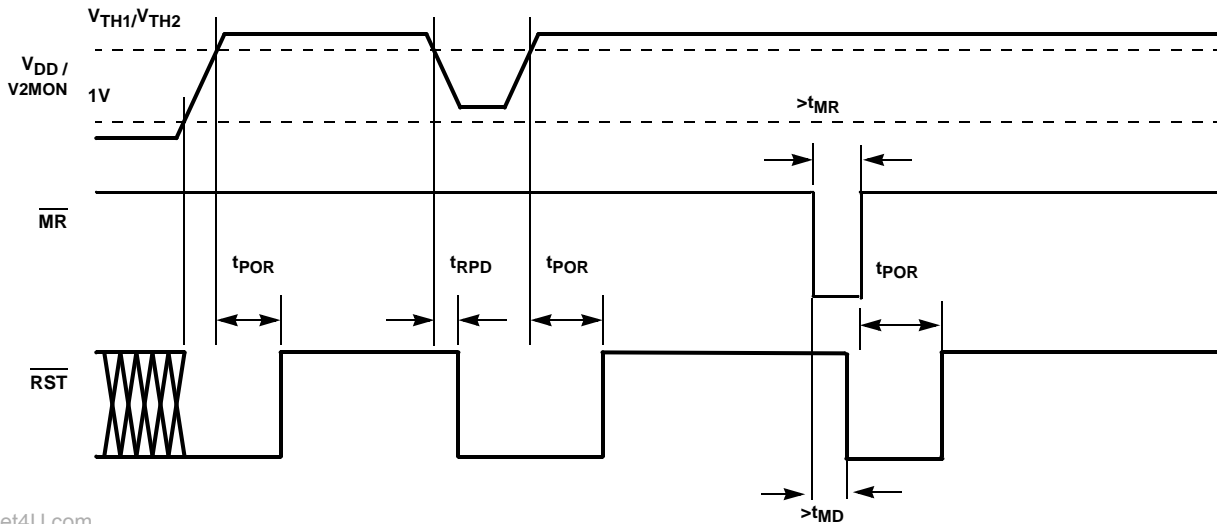 VTH1/VTH2
VDD /
V2MON
1V
>tMR
MR
tPOR
tRPD
tPOR
tPOR
RST
>tMD
et4U.com